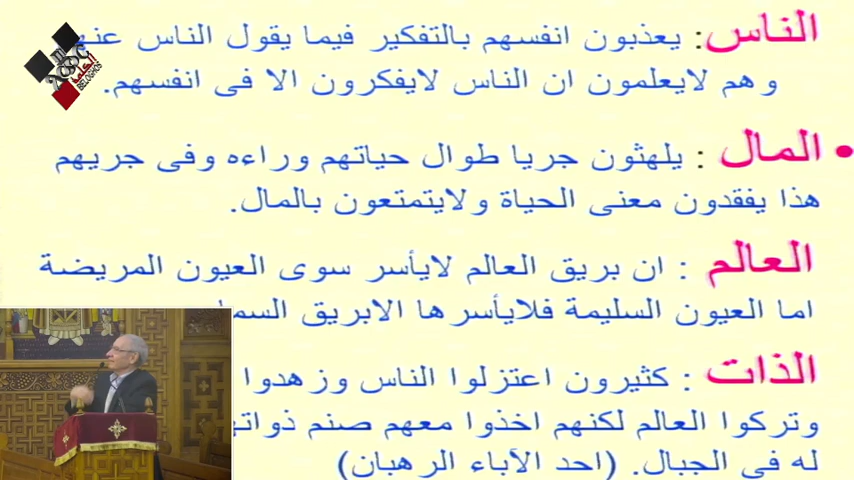 الناس: يعذبون انفسهم بالتفكير فيما يقول الناس
وهم لايعلمون ان الناس لايفكرون الا فى انفسهم.
• المال : يلهثون جريا طوال حياتهم وراءه وفى جريهم
هذا يفقدون معنى الحياة ولايتمتعون بالمال.
العالم : ان بريق العالم لايأسر سوى العيون المريضة
اما العيون السليمة فلايأسرها الابريق
الذات : كثيرون اعتزلوا الناس وزهدوا
وتركوا العالم لكنهم اخذوا معهم صنم
له فى الجبال. (احد الآباء الرهبان)
الكلمة
BELOGHOS